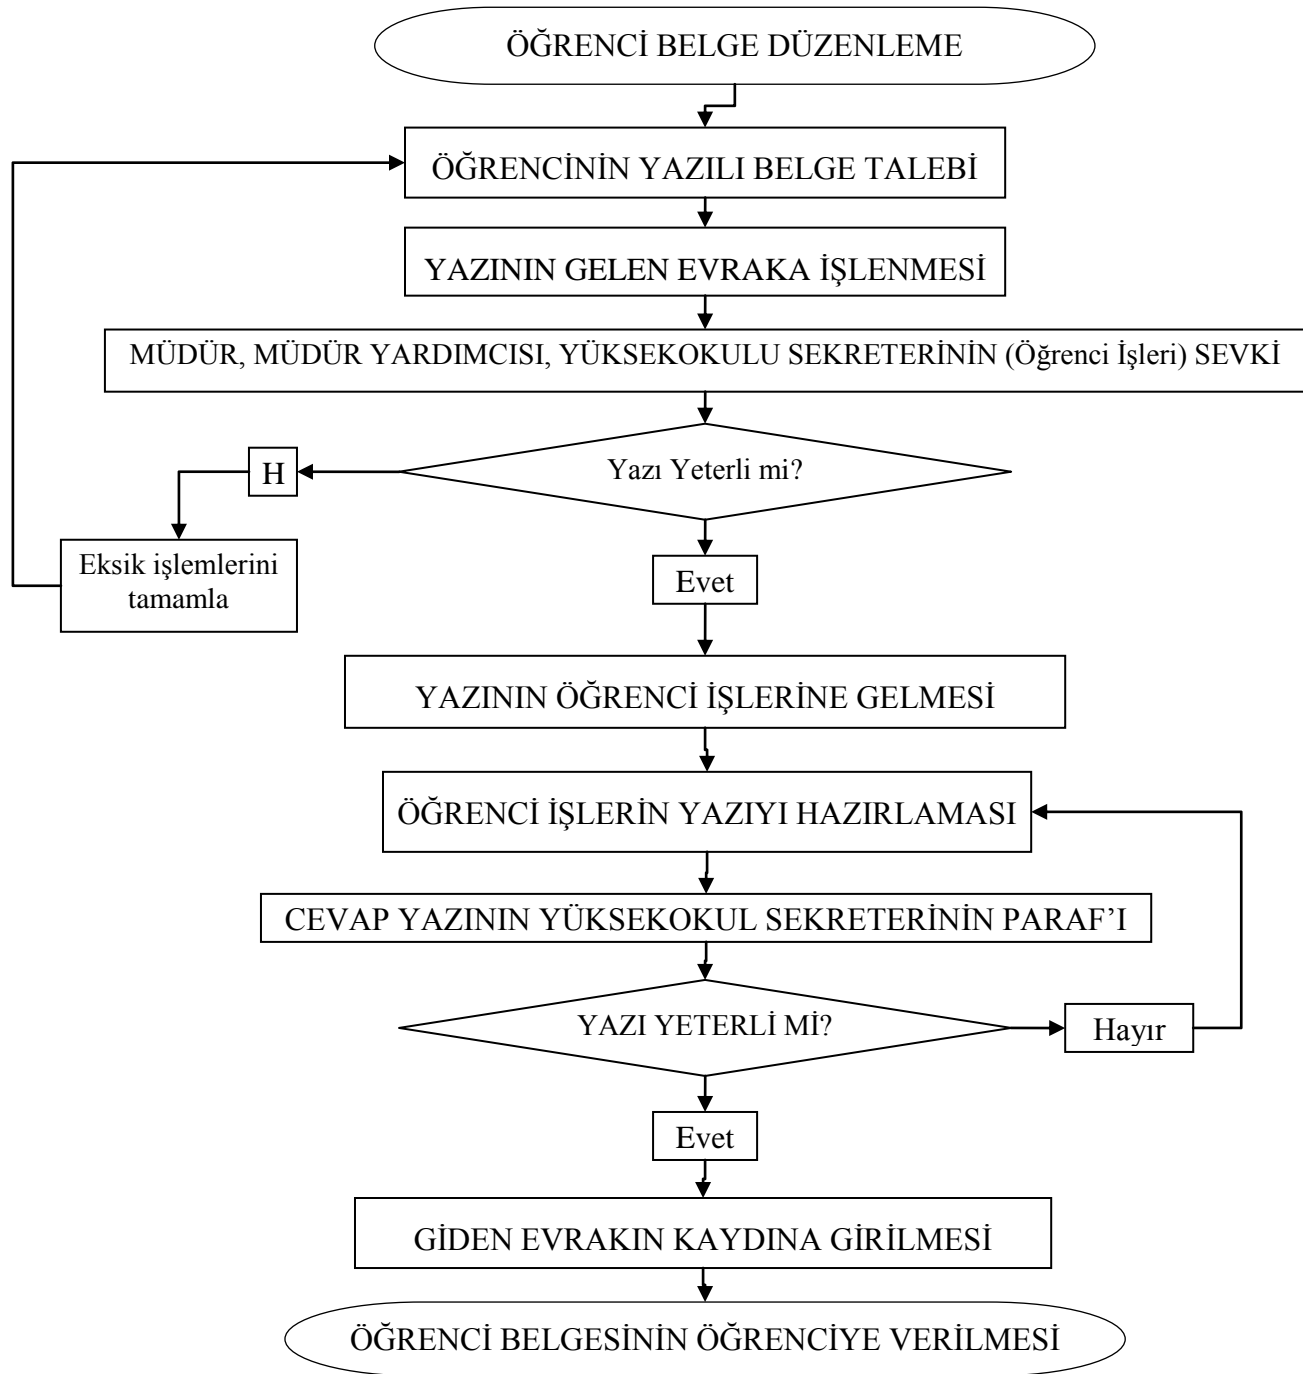 ÖĞRENCİ BELGE DÜZENLEME
ÖĞRENCİNİN YAZILI BELGE TALEBİ
YAZININ GELEN EVRAKA İŞLENMESİ
MÜDÜR, MÜDÜR YARDIMCISI, YÜKSEKOKULU SEKRETERİNİN (Öğrenci İşleri) SEVKİ
Yazı Yeterli mi?
H
Eksik işlemlerini
tamamla
Evet
YAZININ ÖĞRENCİ İŞLERİNE GELMESİ
ÖĞRENCİ İŞLERİN YAZIYI HAZIRLAMASI
CEVAP YAZININ YÜKSEKOKUL SEKRETERİNİN PARAF’I
YAZI YETERLİ Mİ?
Hayır
Evet
GİDEN EVRAKIN KAYDINA GİRİLMESİ
ÖĞRENCİ BELGESİNİN ÖĞRENCİYE VERİLMESİ